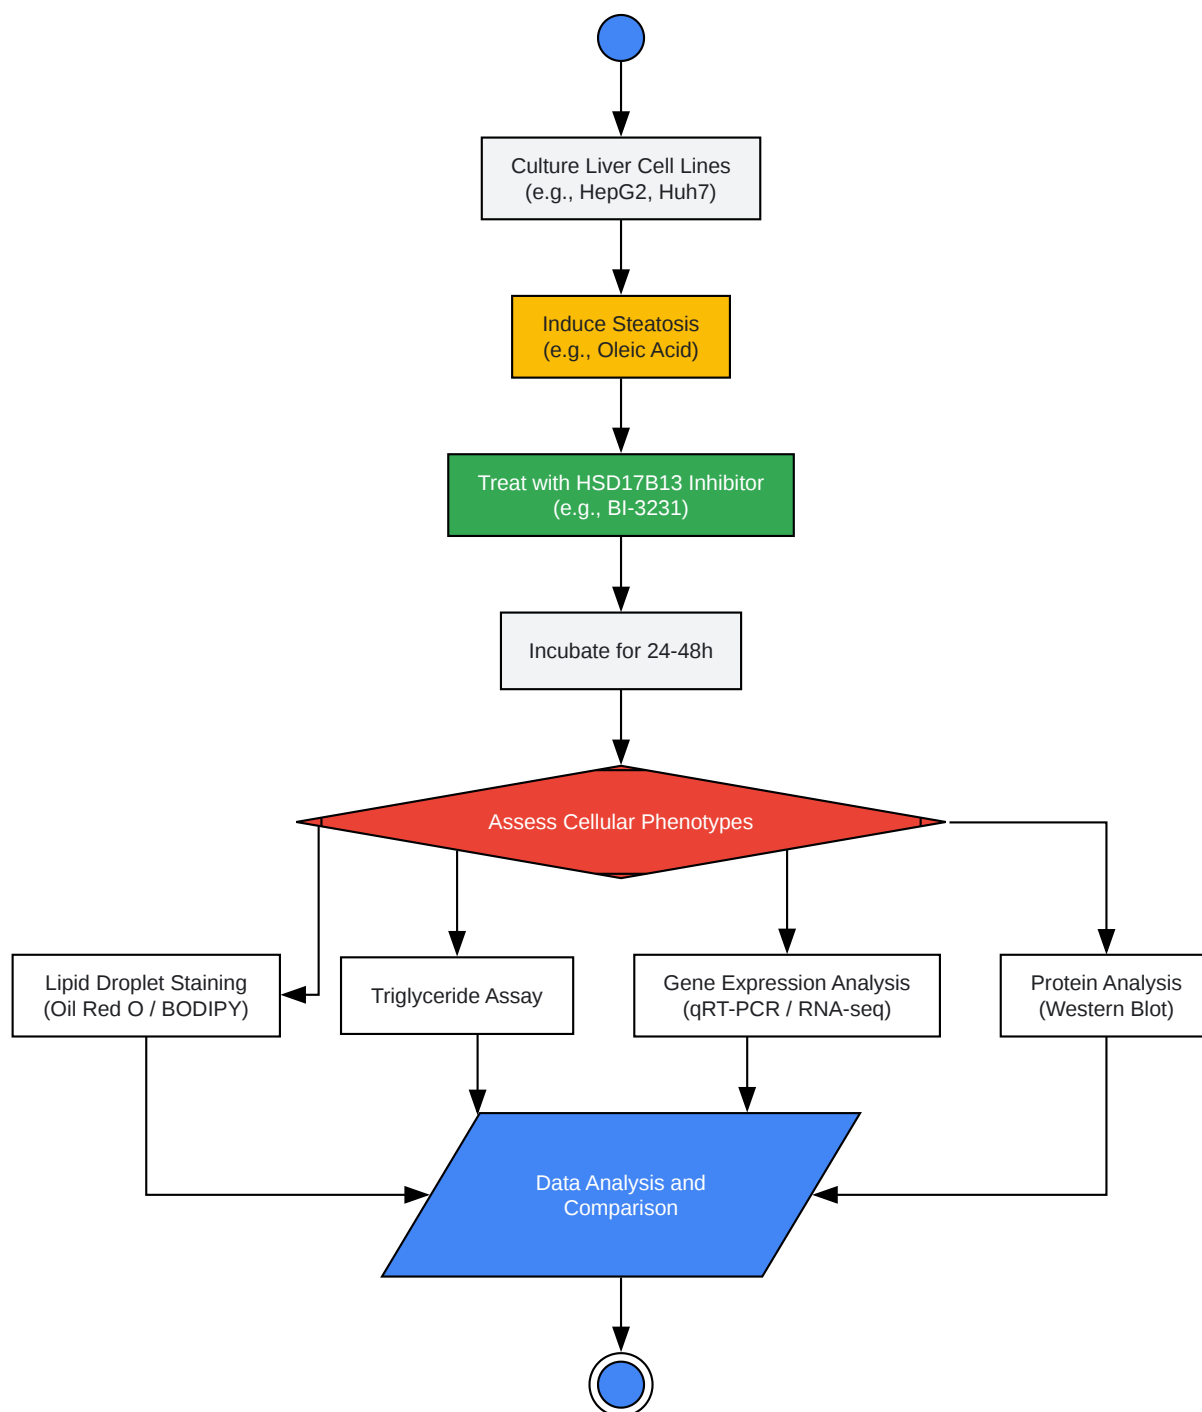 Culture Liver Cell Lines
(e.g., HepG2, Huh7)
Induce Steatosis
(e.g., Oleic Acid)
Treat with HSD17B13 Inhibitor
(e.g., BI-3231)
Incubate for 24-48h
Assess Cellular Phenotypes
Lipid Droplet Staining
(Oil Red O / BODIPY)
Triglyceride Assay
Gene Expression Analysis
(qRT-PCR / RNA-seq)
Protein Analysis
(Western Blot)
Data Analysis and
Comparison